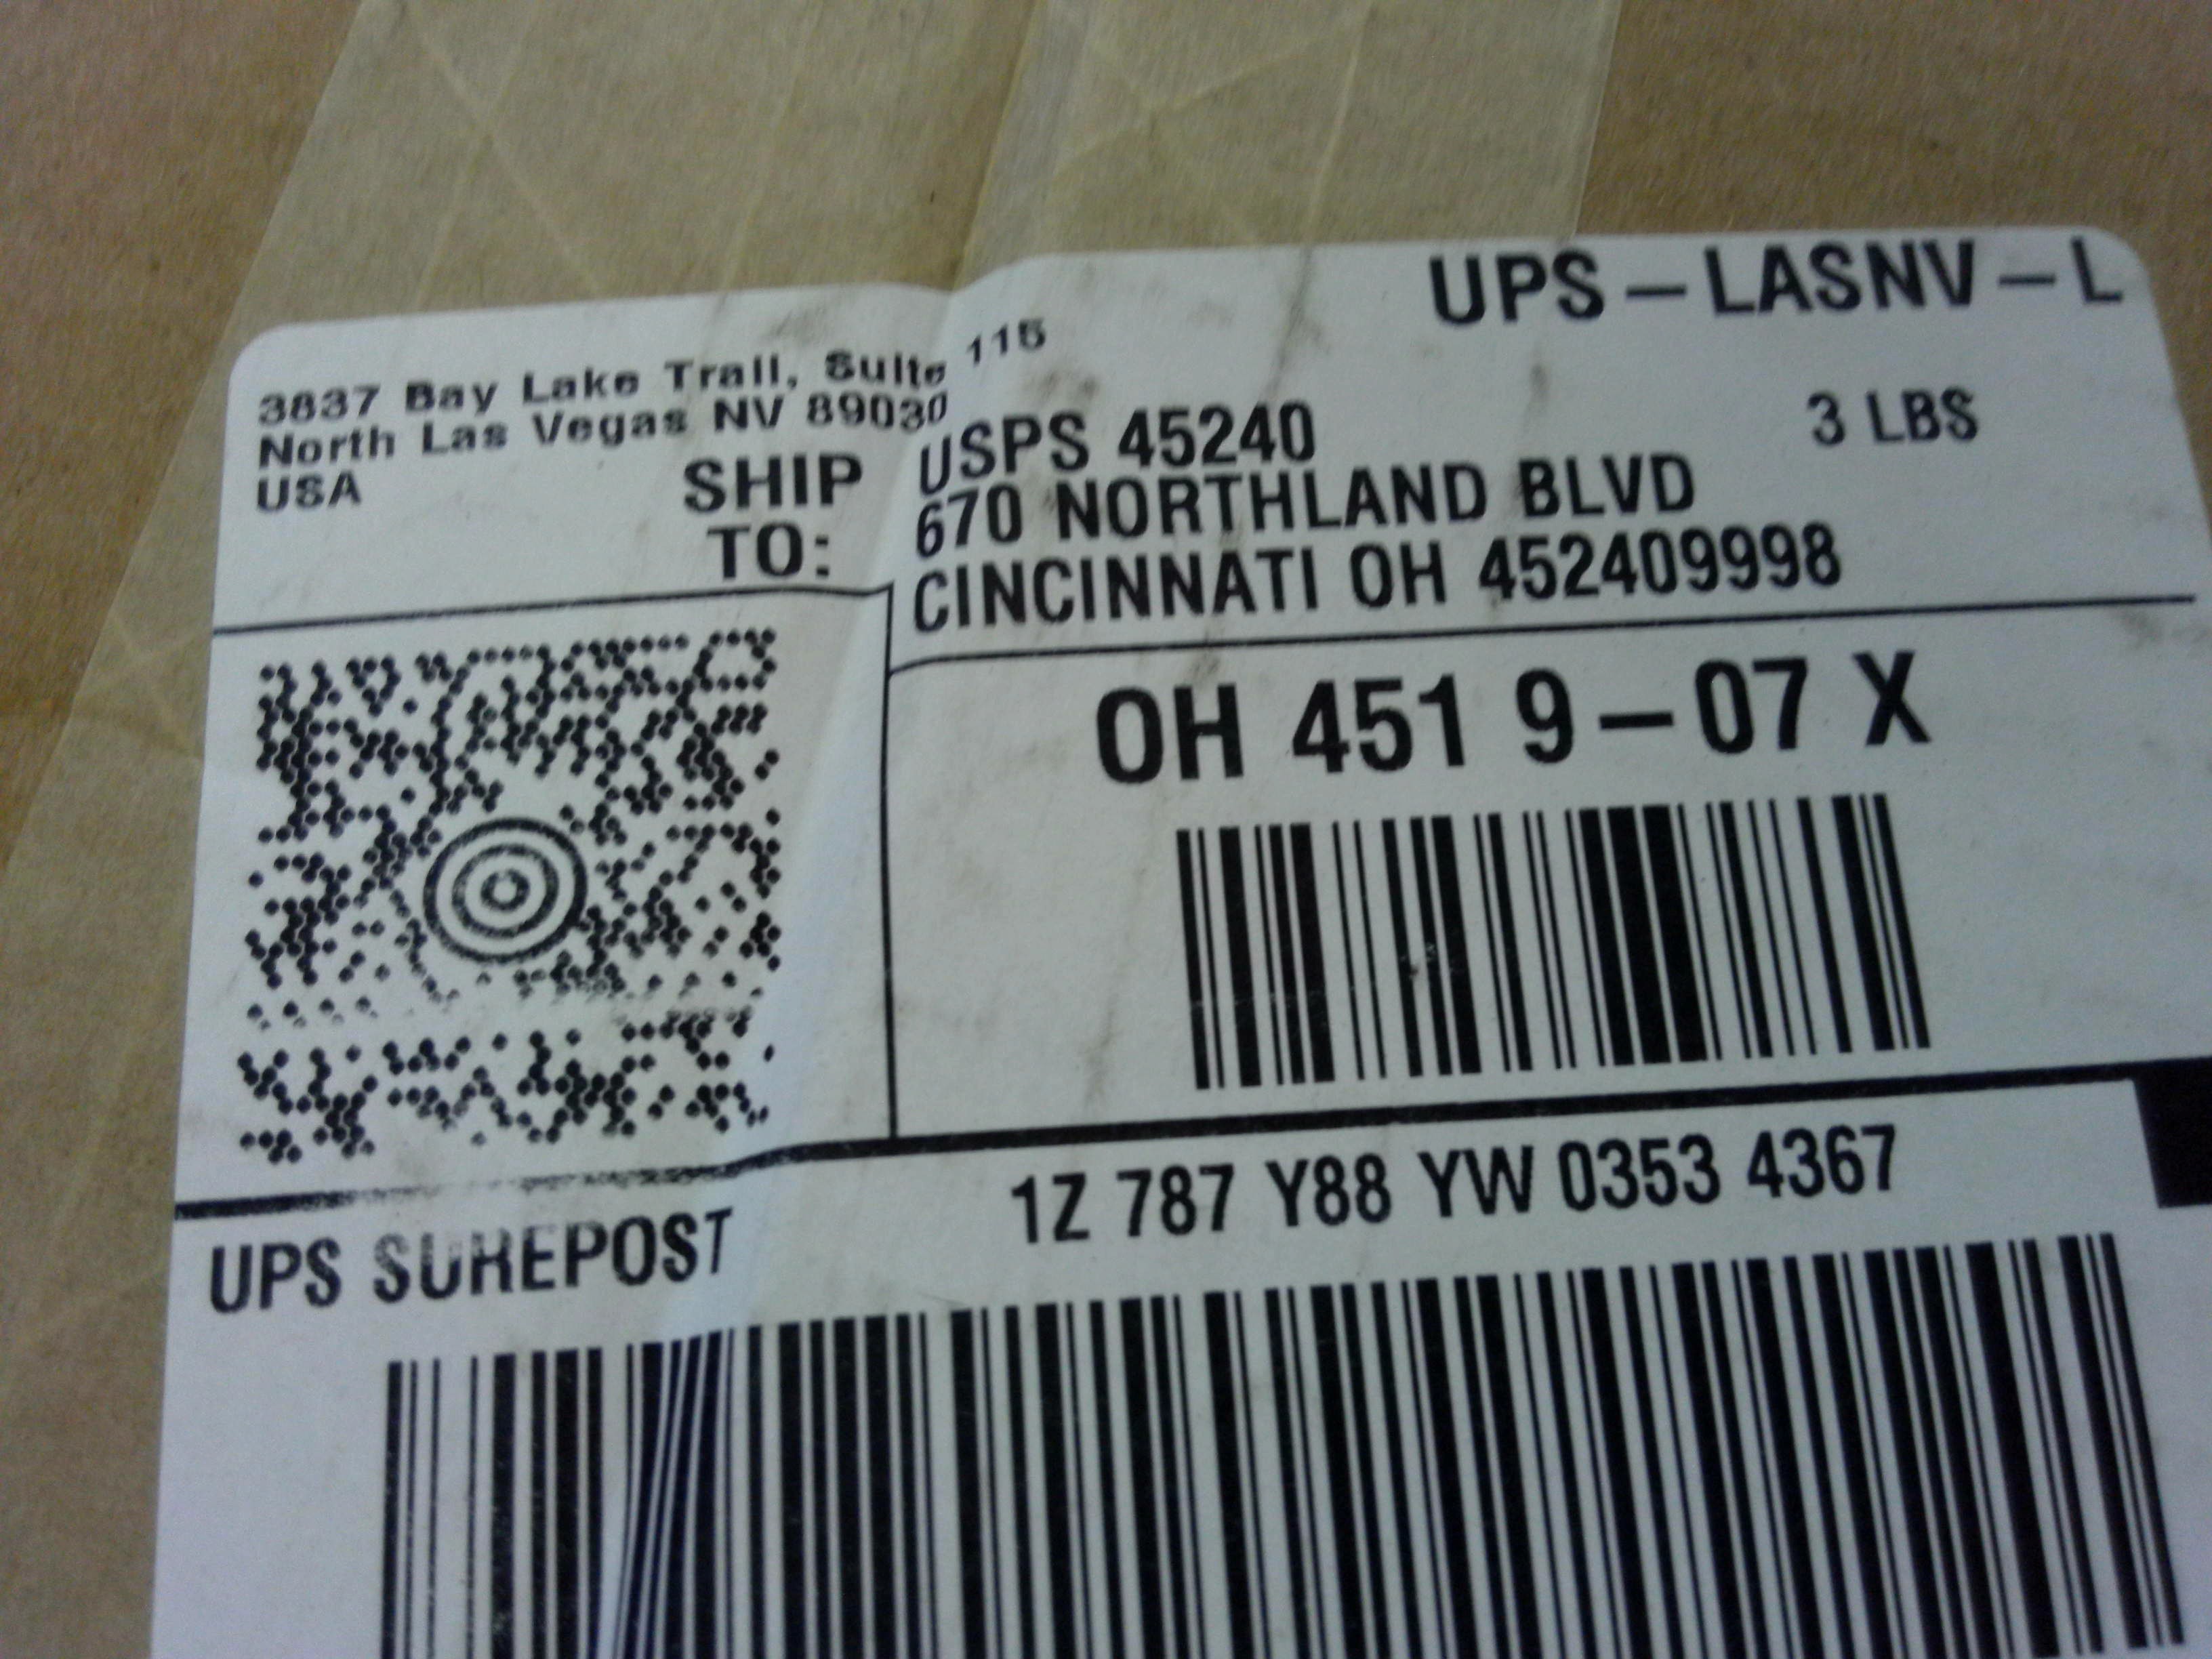 UPS – LASNV – L
3837 Bay Lake Trail, Suite 115
North Las Vegas NV 89030
USA
3 LBS
SHIP TO:
USPS 45240
670 NORTHLAND BLVD
CINCINNATI OH 452409998
OH 451 9 – 07 X
UPS SUREPOST
1Z 787 Y88 YW 0353 4367